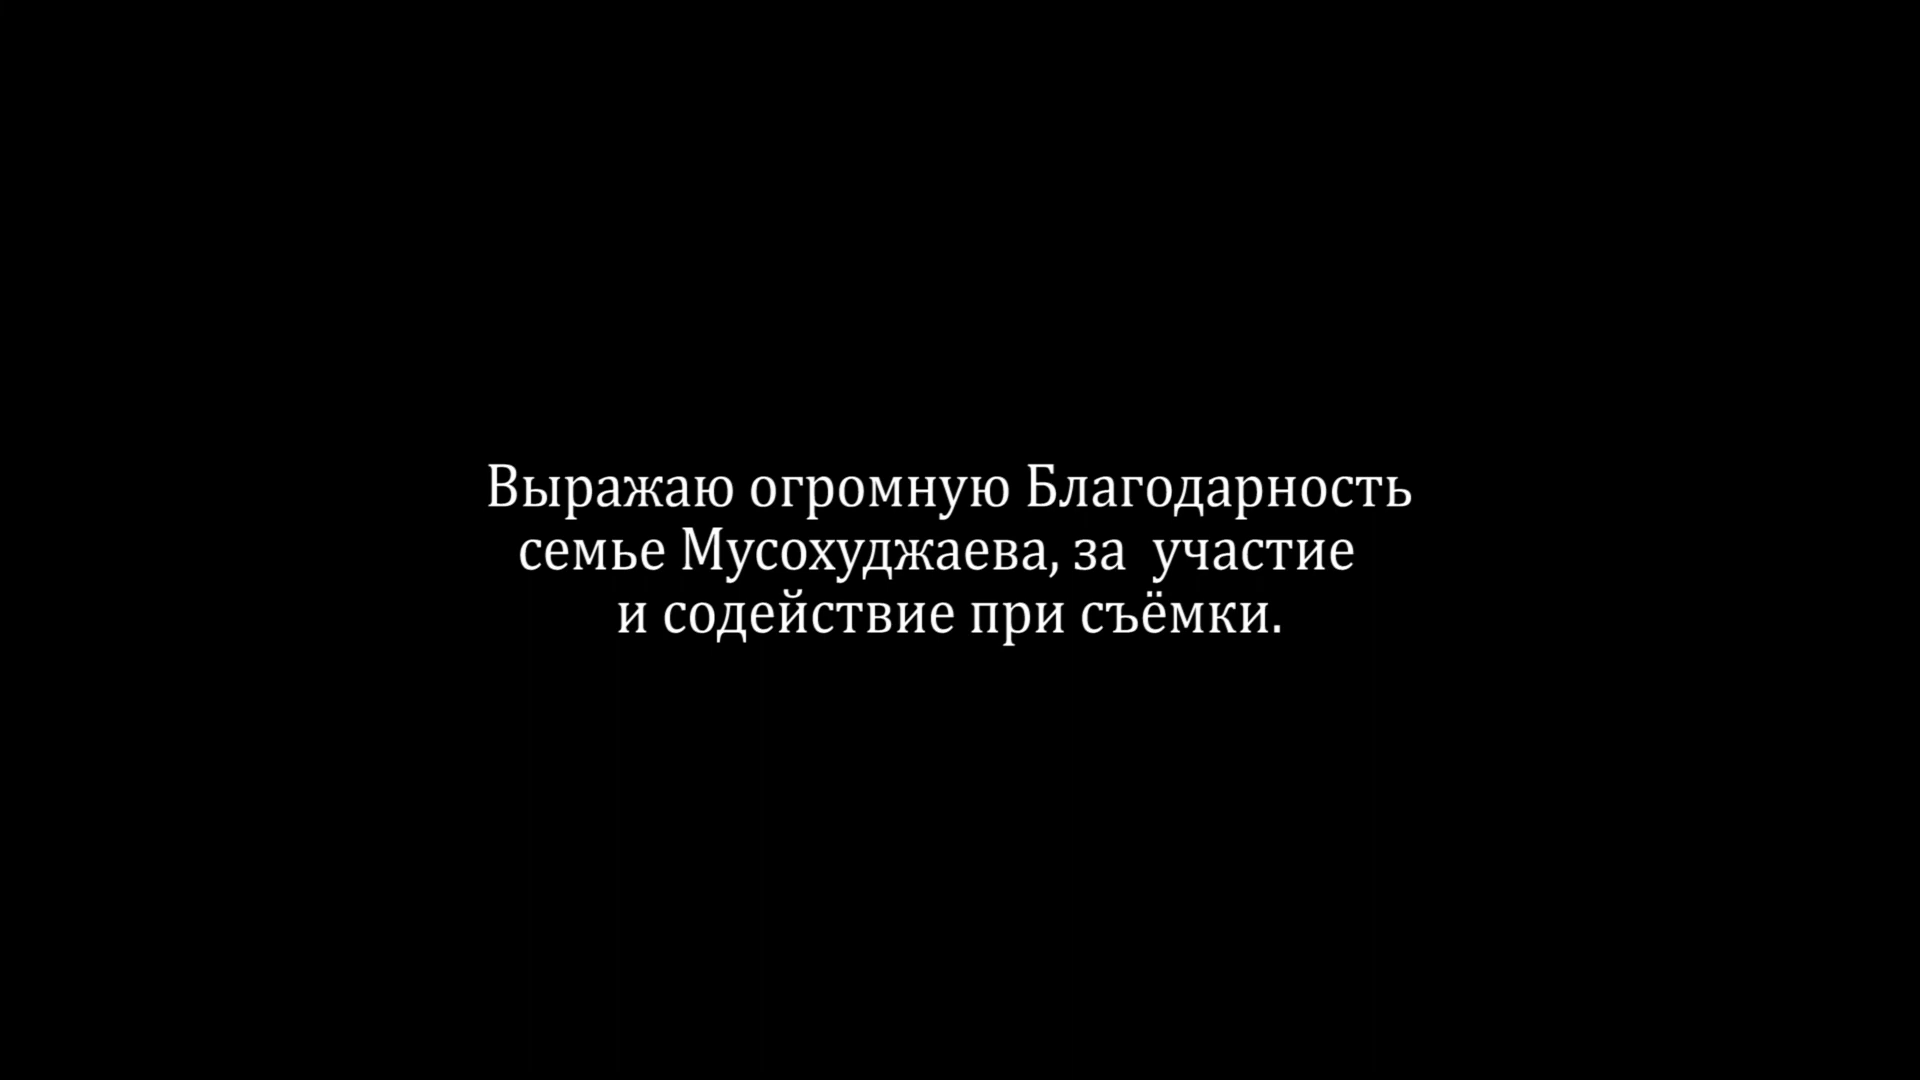 Выражаю огромную Благодарность
семье Мусохуджаева, за  участие
и содействие при съёмки.